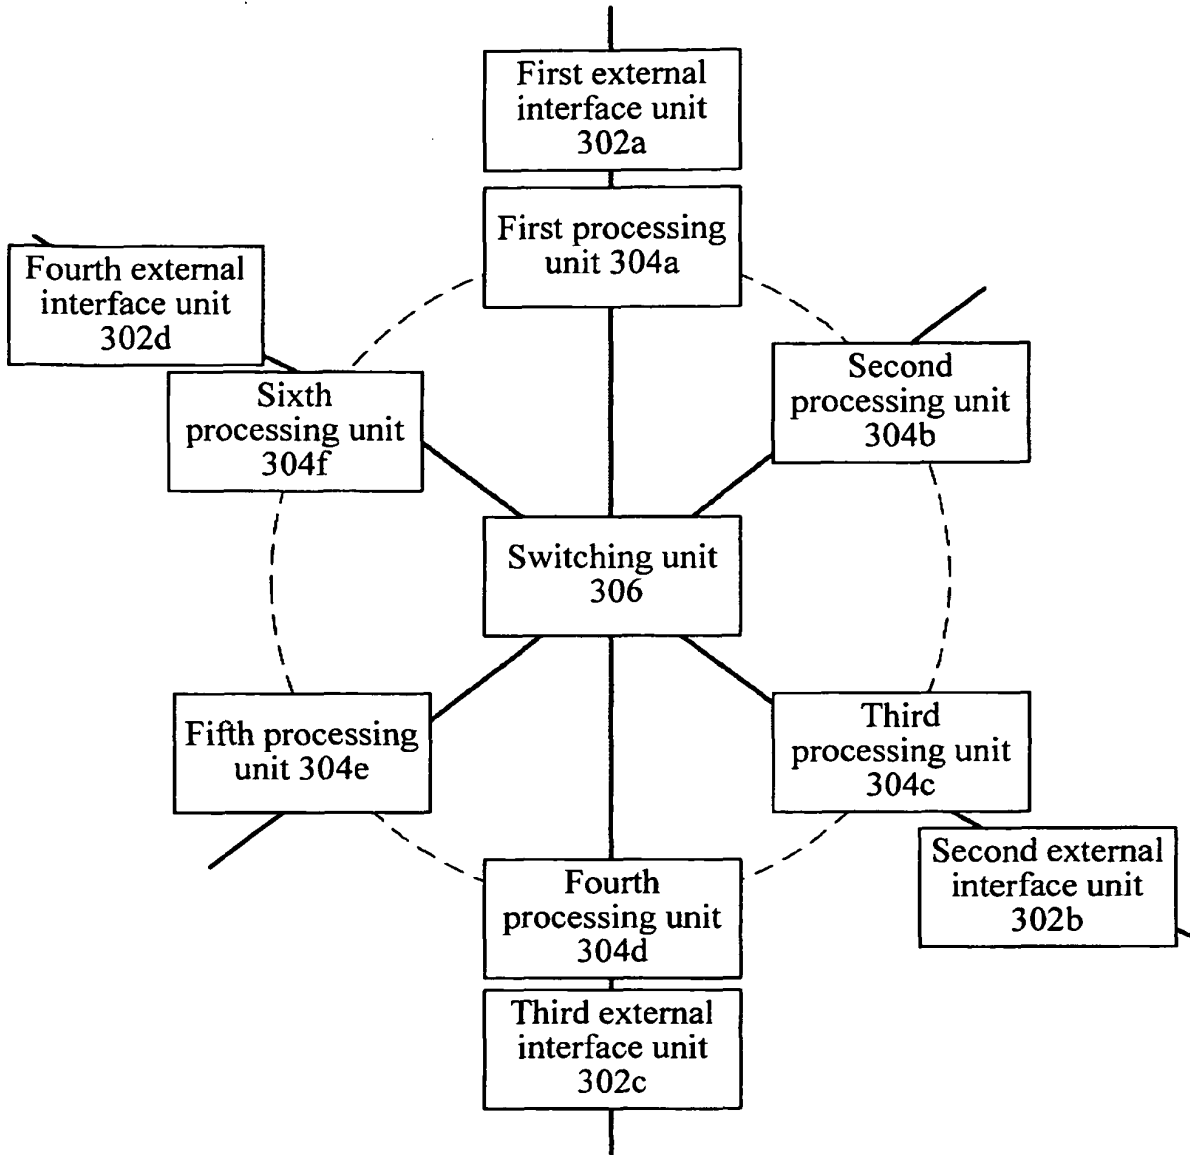 First external
interface unit
302a
First processing
unit 304a
Fourth external
interface unit
302d
Second
processing unit
304b
Sixth
processing unit
304f
Switching unit
306
Fifth processing
unit 304e
Third
processing unit
304c
Second external
interface unit
302b
Fourth
processing unit
304d
Third external
interface unit
302c